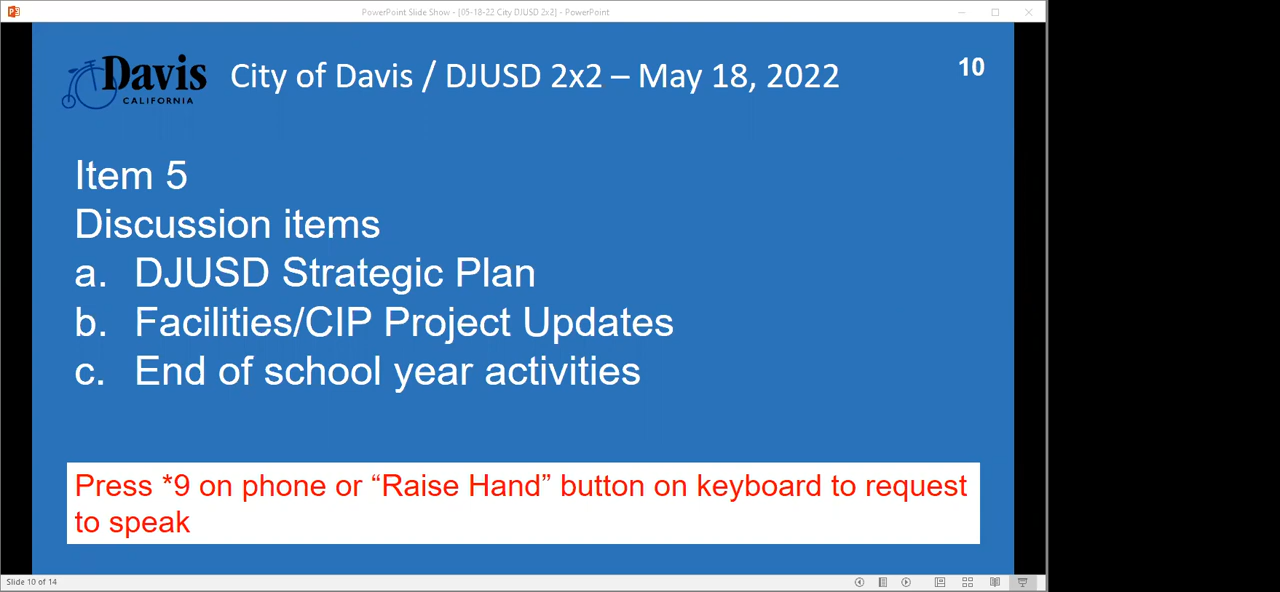 PowerPoint Slide Show - [05-18-22 City DJUSD 2x2] - PowerPoint
Davis
CALIFORNIA
City of Davis / DJUSD 2x2 – May 18, 2022
10
Item 5
Discussion items
a. DJUSD Strategic Plan
b. Facilities/CIP Project Updates
c. End of school year activities
Press *9 on phone or “Raise Hand” button on keyboard to request
to speak
Slide 10 of 14